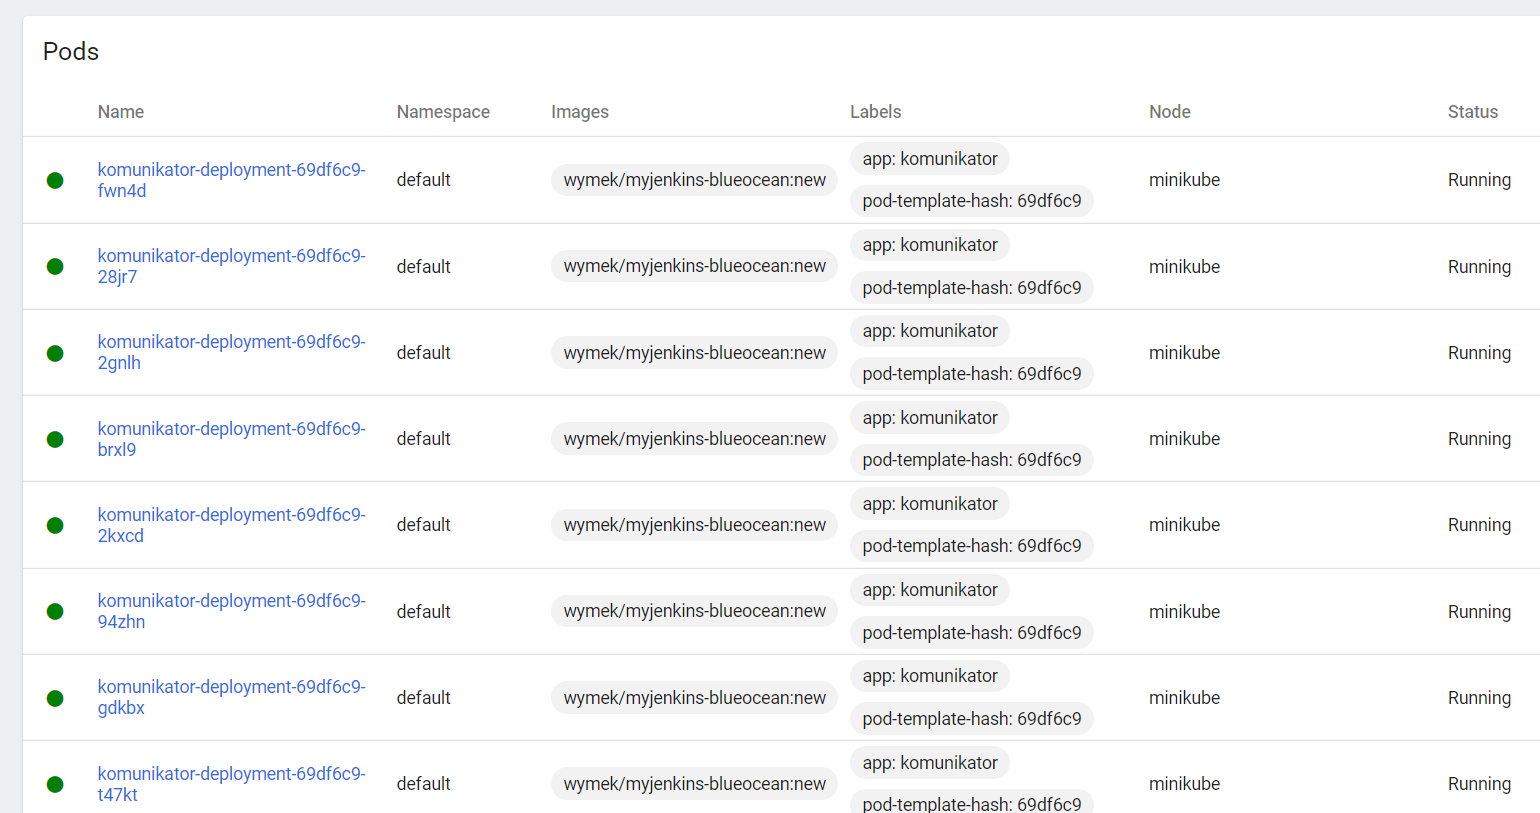 Pods
Name Namespace Images Labels Node Status
komunikator-deployment-69df6c9-
fwn4d
default
wymek/myjenkins-blueocean:new
app: komunikator
pod-template-hash: 69df6c9
minikube
Running
komunikator-deployment-69df6c9-
28jr7
default
wymek/myjenkins-blueocean:new
app: komunikator
pod-template-hash: 69df6c9
minikube
Running
komunikator-deployment-69df6c9-
2gnlh
default
wymek/myjenkins-blueocean:new
app: komunikator
pod-template-hash: 69df6c9
minikube
Running
komunikator-deployment-69df6c9-
brxl9
default
wymek/myjenkins-blueocean:new
app: komunikator
pod-template-hash: 69df6c9
minikube
Running
komunikator-deployment-69df6c9-
2kxcd
default
wymek/myjenkins-blueocean:new
app: komunikator
pod-template-hash: 69df6c9
minikube
Running
komunikator-deployment-69df6c9-
94zhn
default
wymek/myjenkins-blueocean:new
app: komunikator
pod-template-hash: 69df6c9
minikube
Running
komunikator-deployment-69df6c9-
gdkbx
default
wymek/myjenkins-blueocean:new
app: komunikator
pod-template-hash: 69df6c9
minikube
Running
komunikator-deployment-69df6c9-
t47kt
default
wymek/myjenkins-blueocean:new
app: komunikator
pod-template-hash: 69df6c9
minikube
Running